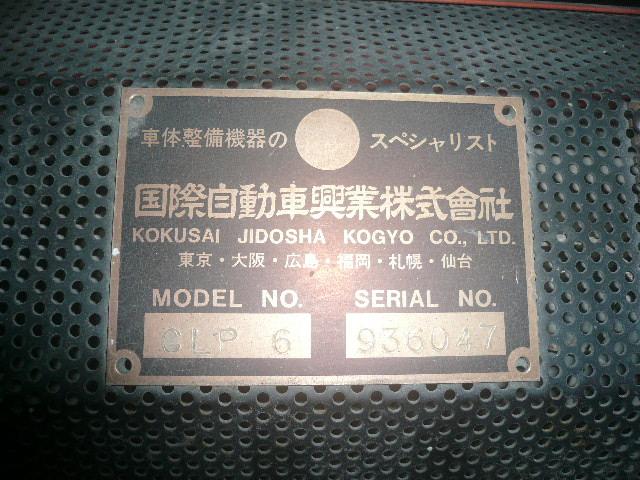 車体整備機器の スペシャリスト
国際自動車興業株式會社
KOKUSAI JIDOSHA KOGYO CO., LTD.
東京・大阪・広島・福岡・札幌・仙台
MODEL NO. SERIAL NO.
GLP 6 936047